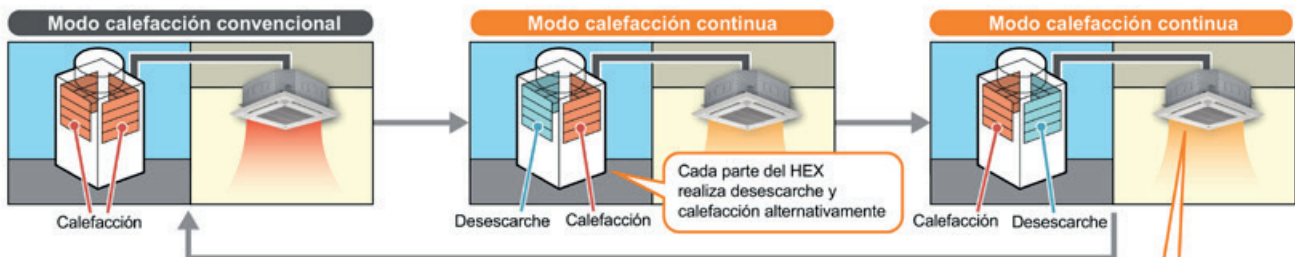 Modo calefacción convencional
Calefacción
Modo calefacción continua
Desescarche
Calefacción
Cada parte del HEX
realiza desescarche y
calefacción alternativamente
Modo calefacción continua
Calefacción
Desescarche